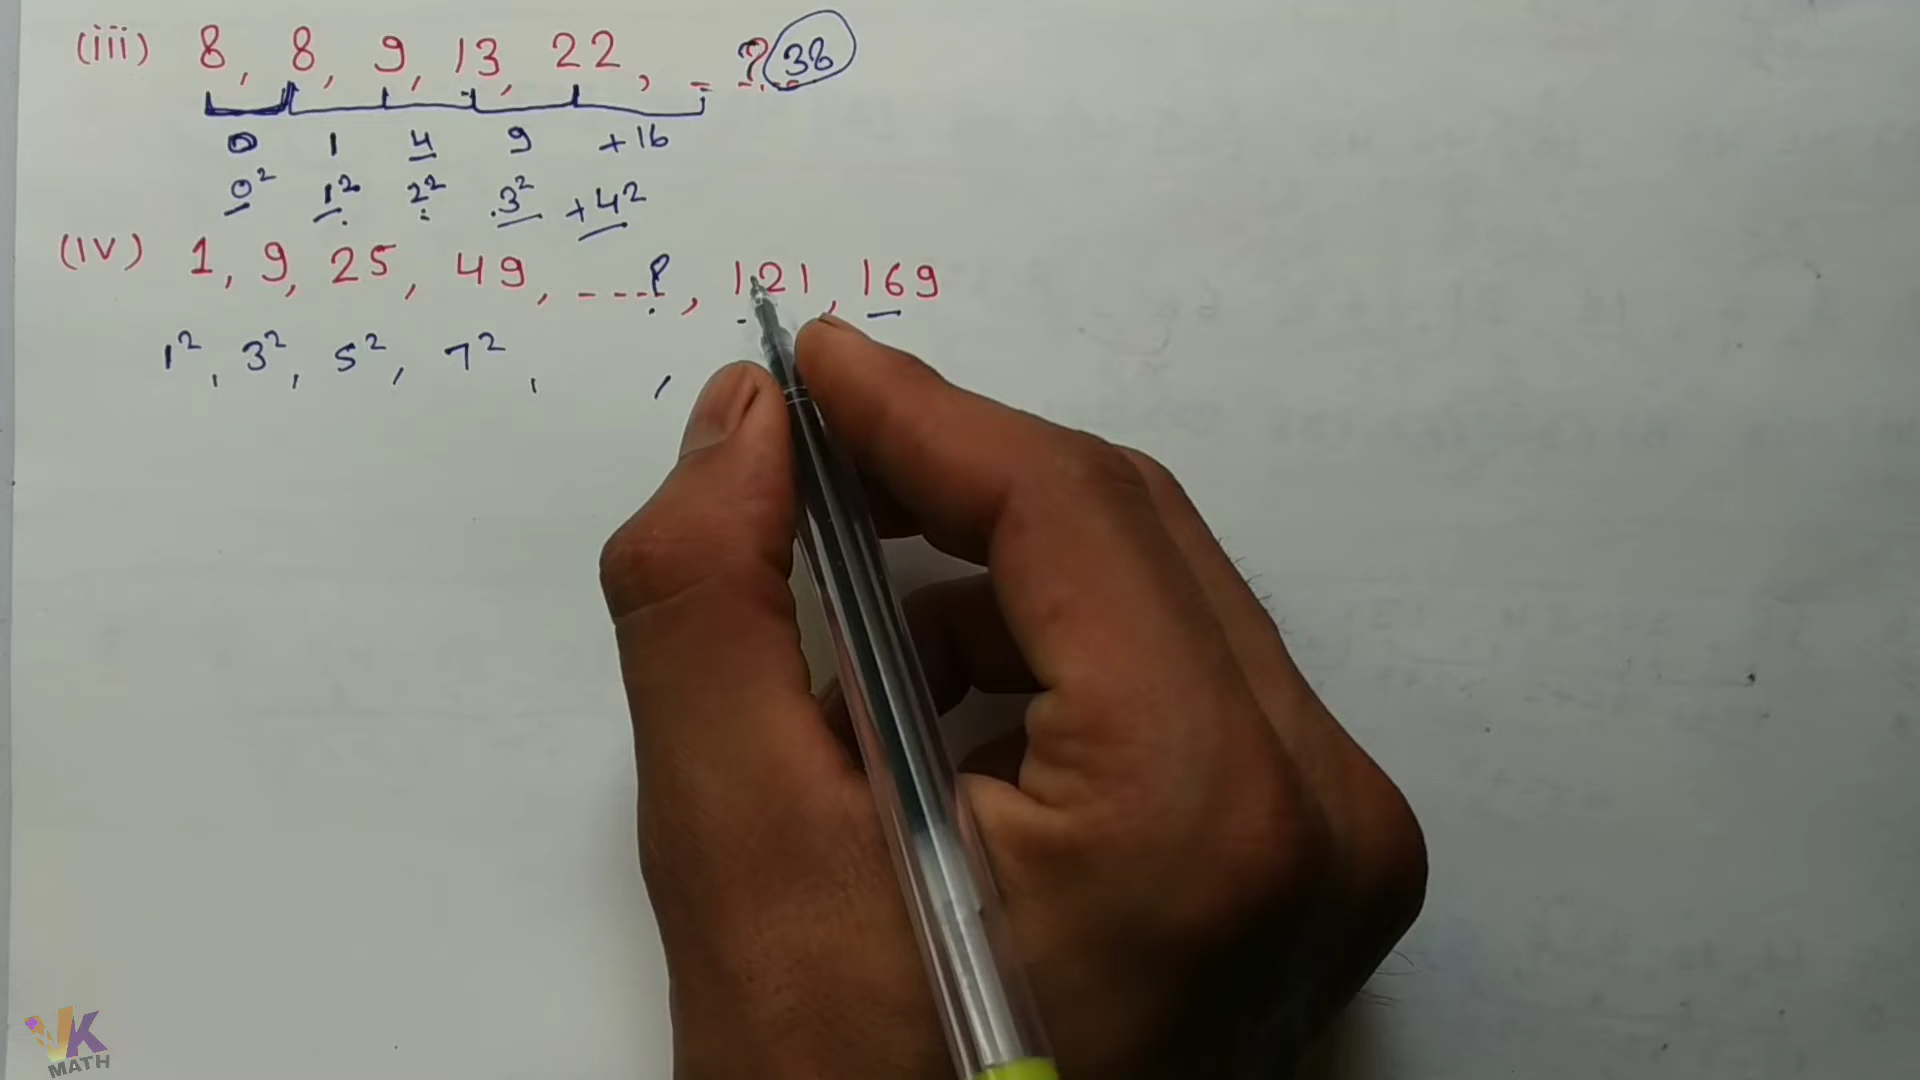 (iii) 8, 8, 9, 13, 22, - ?--- 38
0 1 4 9 +16
0² 1² 2² .3² +4²
(iv) 1, 9, 25, 49, ---?, 121, 169
1², 3², 5², 7², ,
VK
MATH